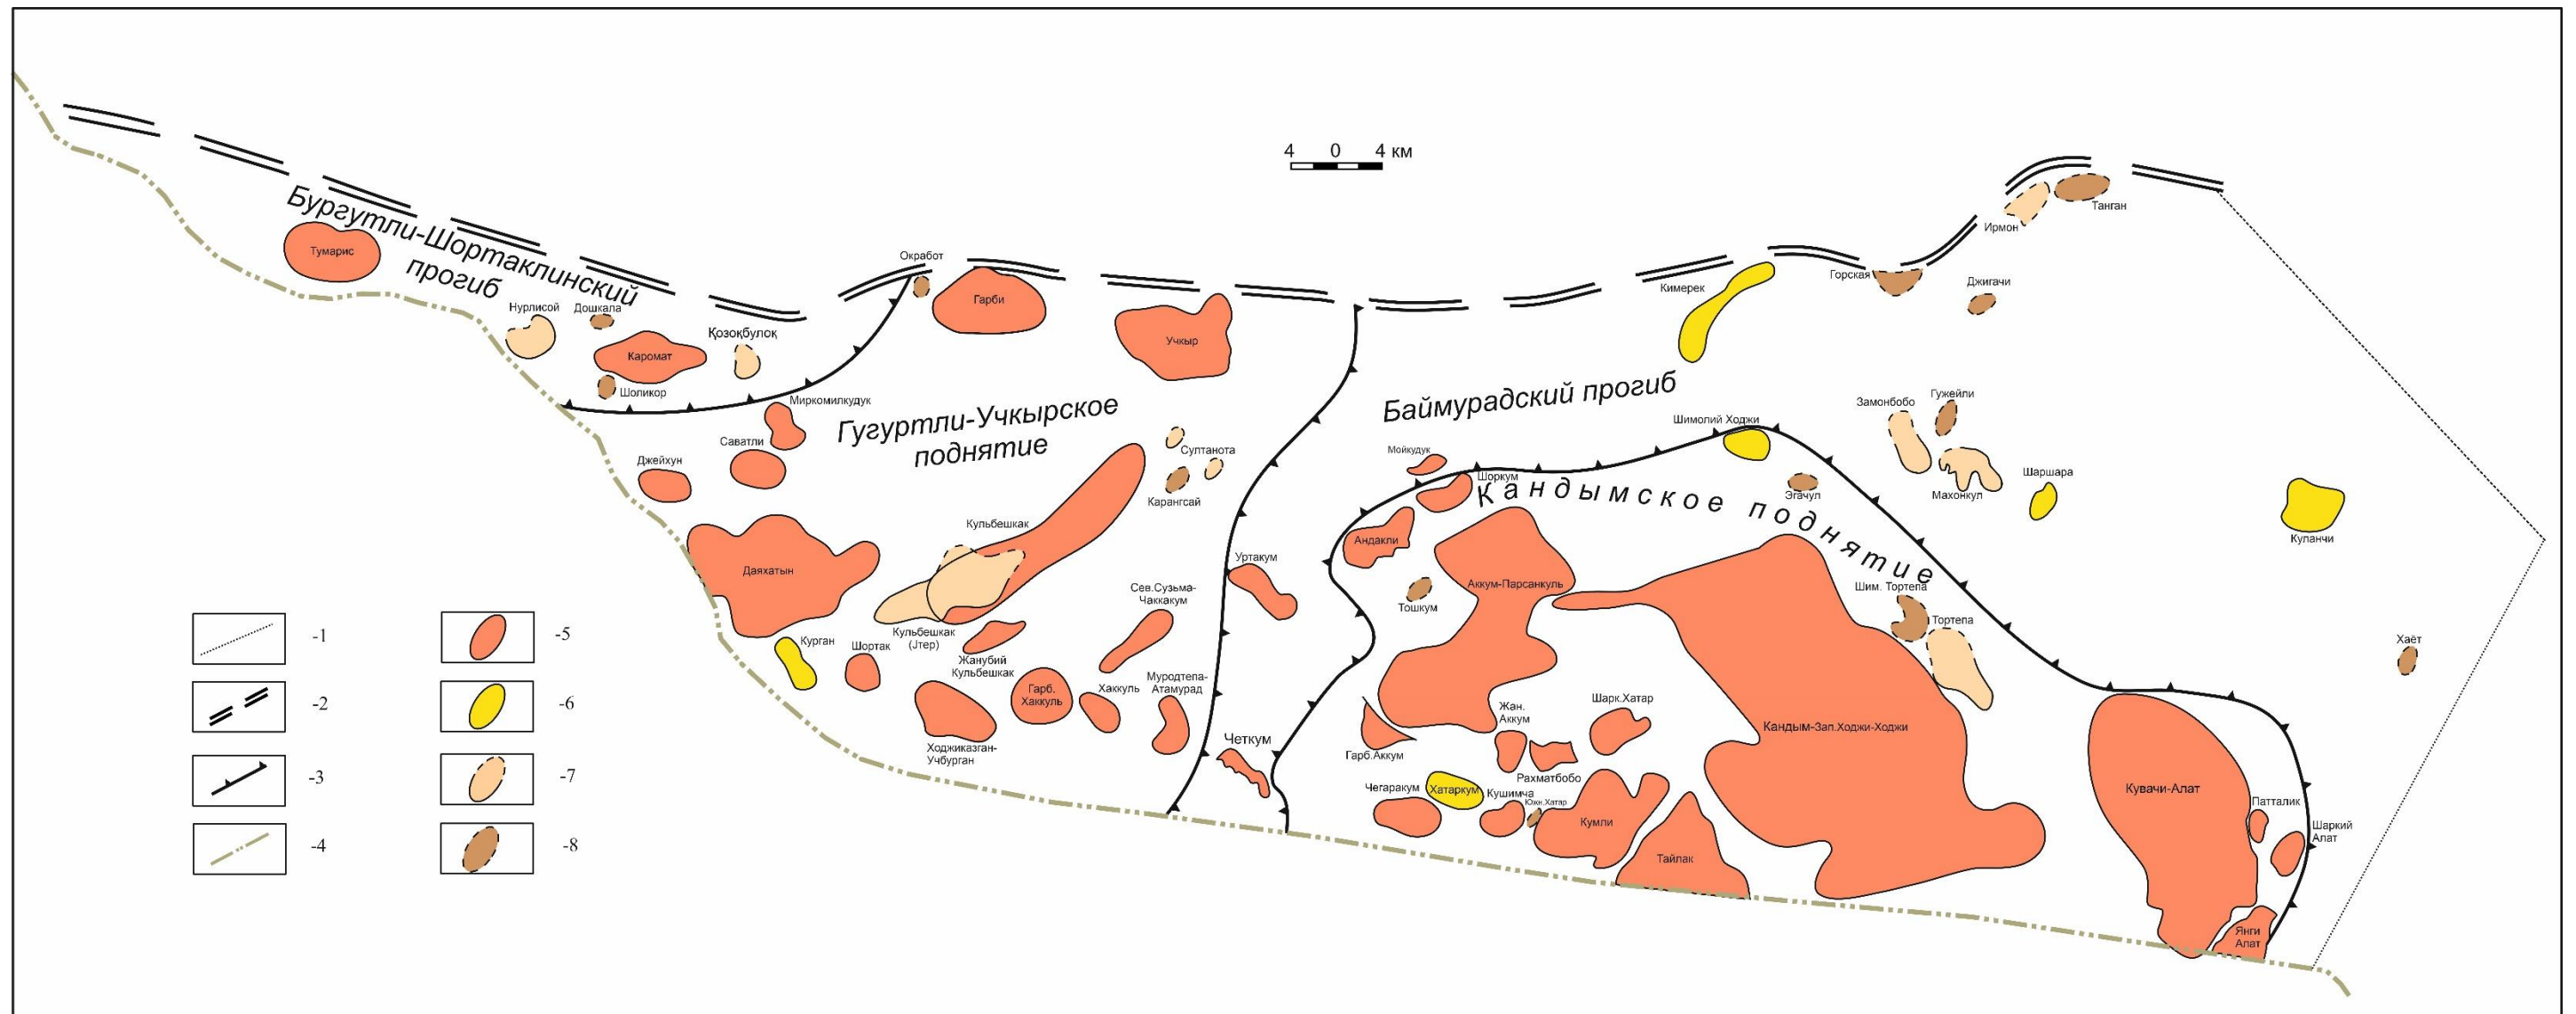 4 0 4 км
Бургутли-Шортаклинский
прогиб
Тумарис
Нурлисой
Дошкала
Қозоқбулоқ
Каромат
Шоликор
Окработ
Гарби
Учкыр
Миркомилкудук
Саватли
Джейхун
Гугуртли-Учкырское
поднятие
Султанота
Карангсай
Кульбешкак
Даяхатын
Кульбешкак
(Jтер)
Курган
Шортак
Жанубий
Кульбешкак
Сев.Сузьма-
Чаккакум
Гарб.
Хаккуль
Хаккуль
Муродтепа-
Атамурад
Ходжиказган-
Учбурган
Уртакум
Четкум
Баймурадский прогиб
Кимерек
Горская
Ирмон
Танган
Джигачи
Замонбобо
Гужейли
Махонкул
Шаршара
Куланчи
Хаёт
Шимолий Ходжи
Эгачул
Мойкудук
Шоркум
Кандымское поднятие
Андакли
Тошкум
Аккум-Парсанкуль
Шим. Тортепа
Тортепа
Гарб.Аккум
Жан.
Аккум
Шарк.Хатар
Рахматбобо
Кандым-Зап.Ходжи-Ходжи
Чегаракум
Хатаркум
Кушимча
Южн.Хатар
Кумли
Тайлак
Кувачи-Алат
Патталик
Шаркий
Алат
Янги
Алат
-1
-2
-3
-4
-5
-6
-7
-8